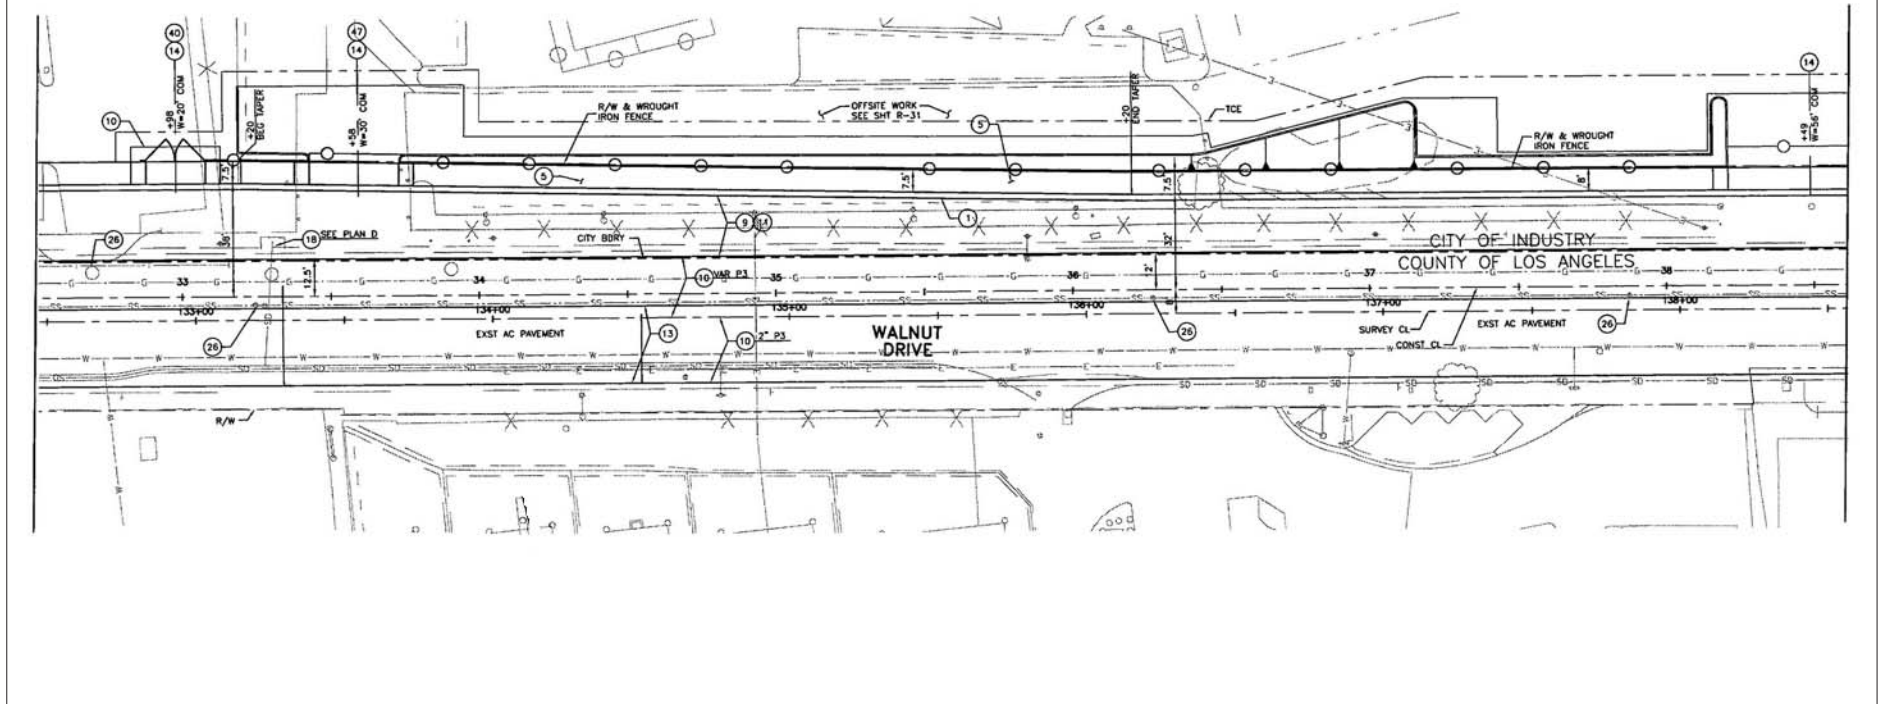 40
14
47
14
14
10
+98
W=20' COM
+20
BEG TAPER
+58
W=30' COM
R/W & WROUGHT
IRON FENCE
OFFSITE WORK
SEE SHT R-31
5
+20
END TAPER
TCE
3
3
3
R/W & WROUGHT
IRON FENCE
+49
W=56' COM
7.5'
5
7.5'
7.5'
8'
26
18
SEE PLAN D
9
14
1
CITY BDRY
32'
CITY OF INDUSTRY
COUNTY OF LOS ANGELES
12.5'
10
VAR P3
33
34
35
36
37
38
133+00
134+00
135+00
136+00
137+00
138+00
26
EXST AC PAVEMENT
13
10
2" P3
WALNUT
DRIVE
26
SURVEY CL
CONST CL
EXST AC PAVEMENT
26
R/W